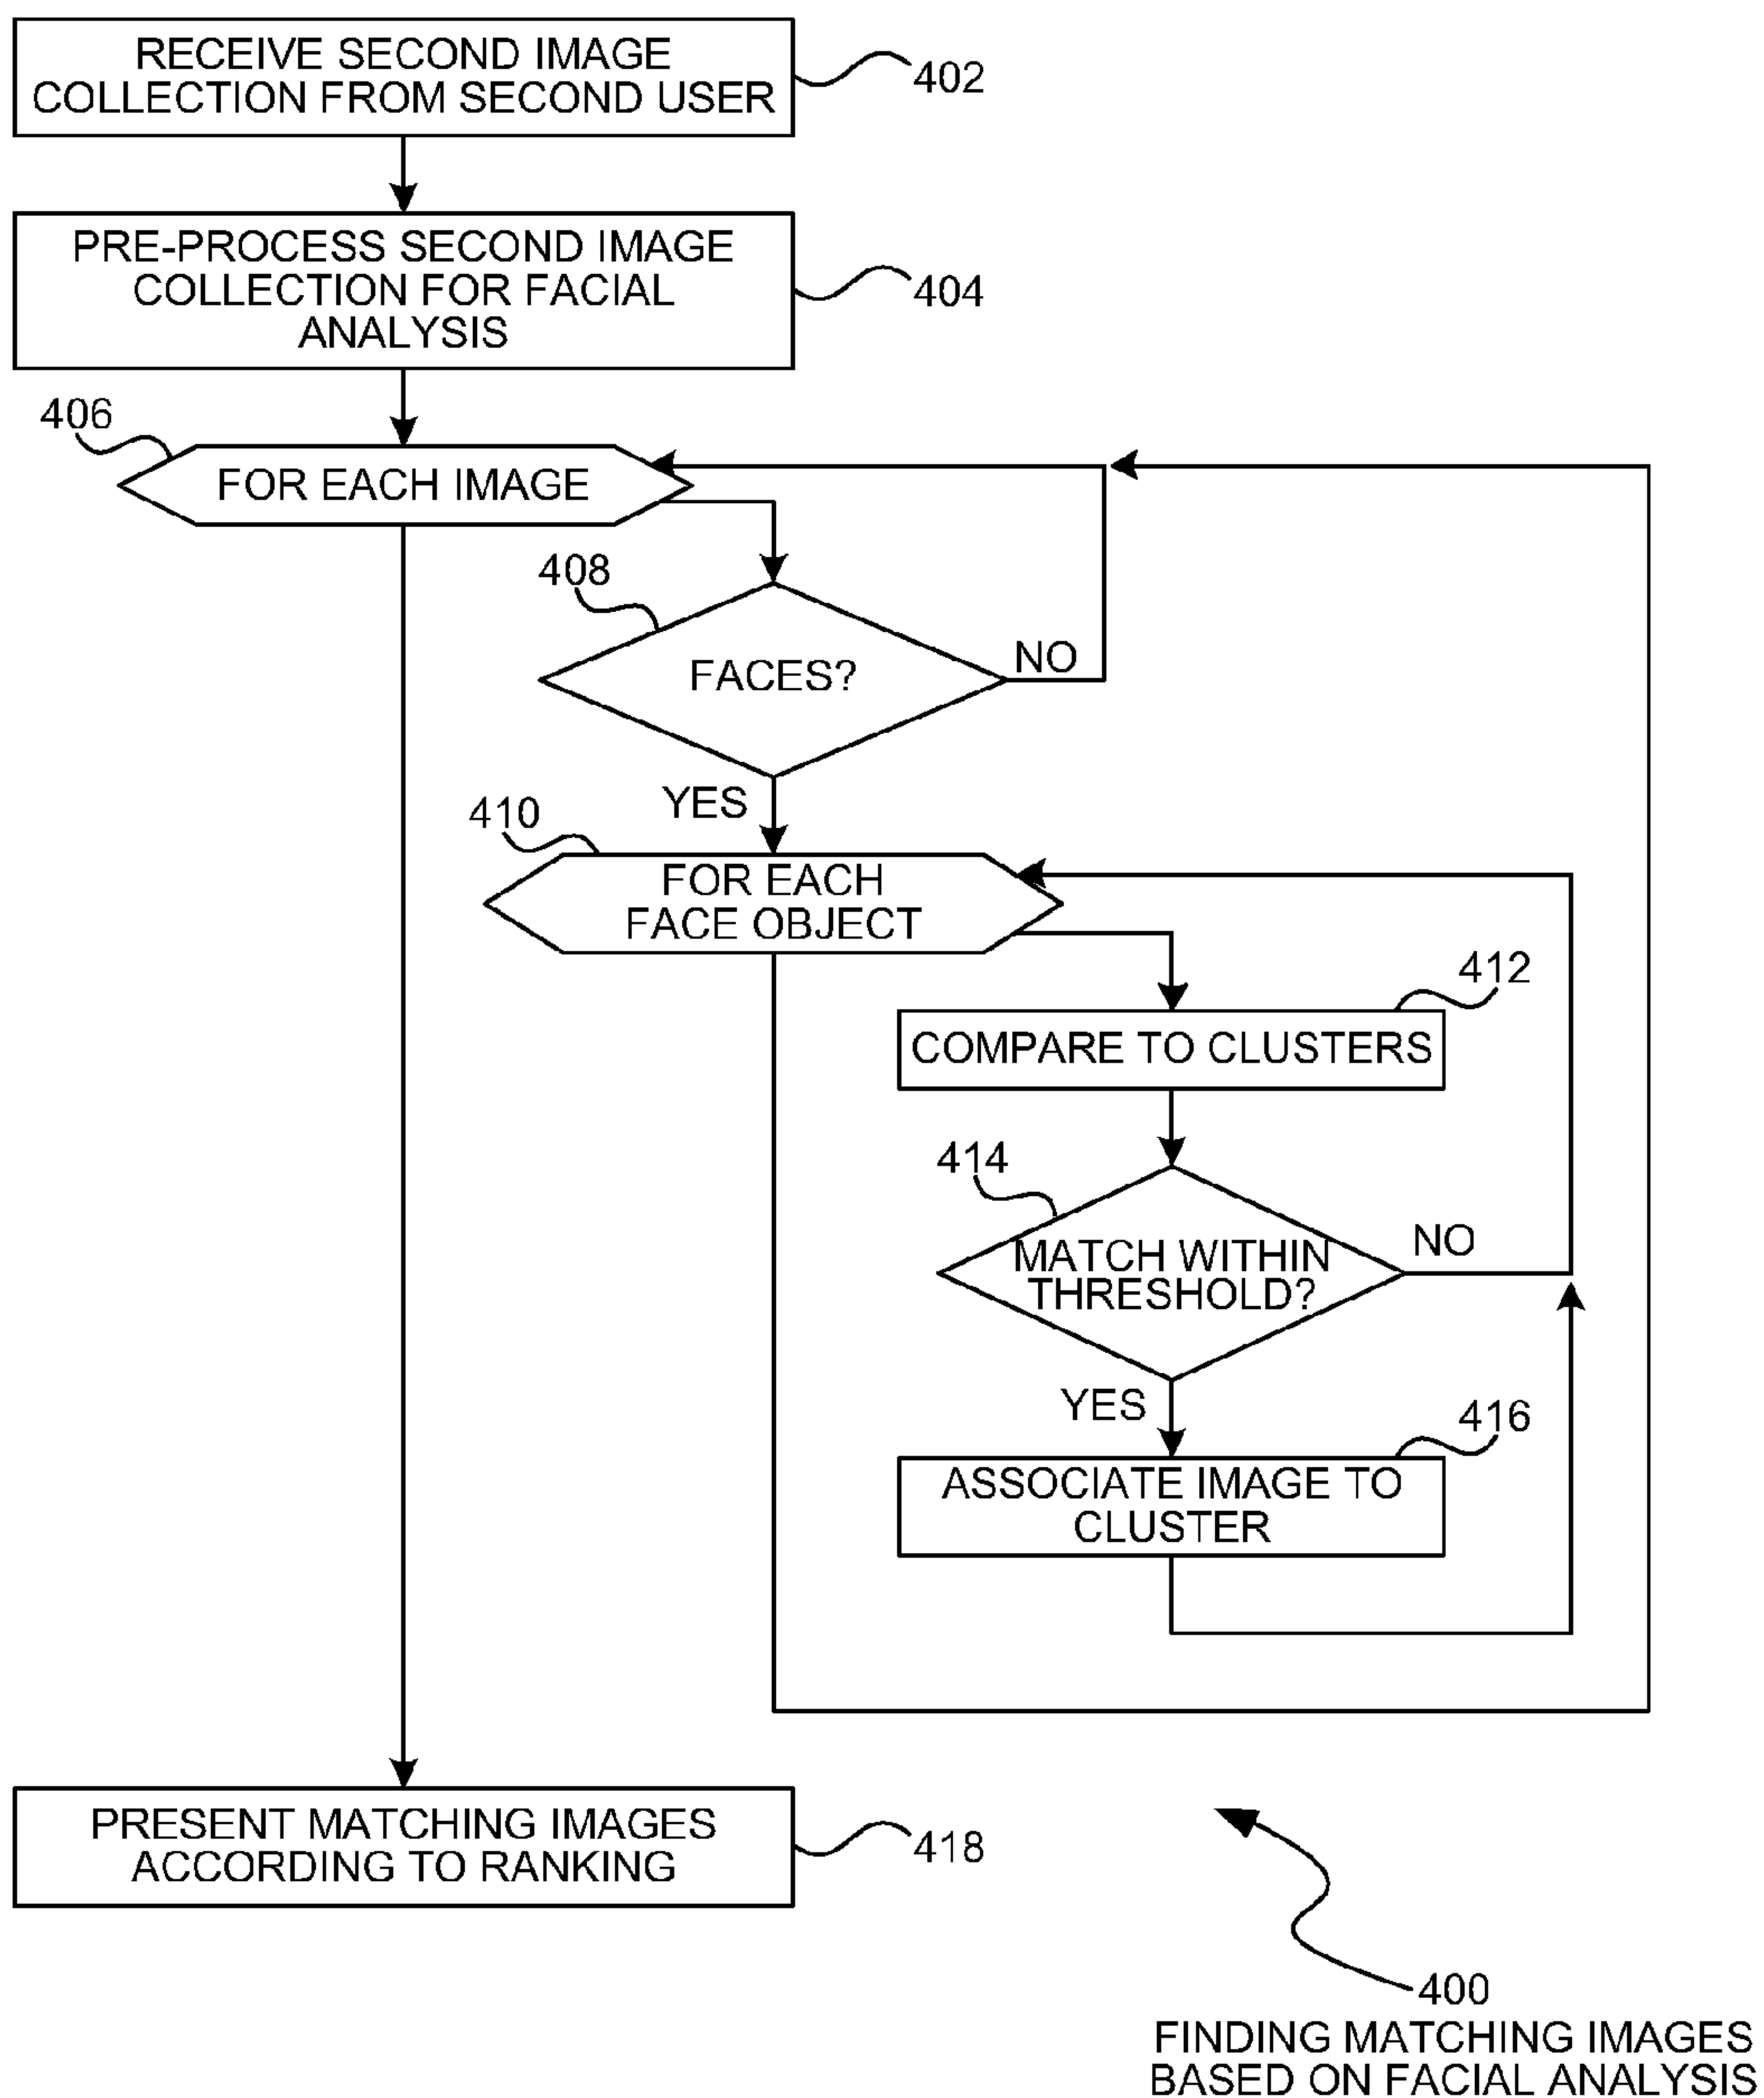 RECEIVE SECOND IMAGE
COLLECTION FROM SECOND USER
402
PRE-PROCESS SECOND IMAGE
COLLECTION FOR FACIAL
ANALYSIS
404
406
FOR EACH IMAGE
408
FACES?
NO
YES
410
FOR EACH
FACE OBJECT
412
COMPARE TO CLUSTERS
414
MATCH WITHIN
THRESHOLD?
NO
YES
416
ASSOCIATE IMAGE TO
CLUSTER
PRESENT MATCHING IMAGES
ACCORDING TO RANKING
418
400
FINDING MATCHING IMAGES
BASED ON FACIAL ANALYSIS